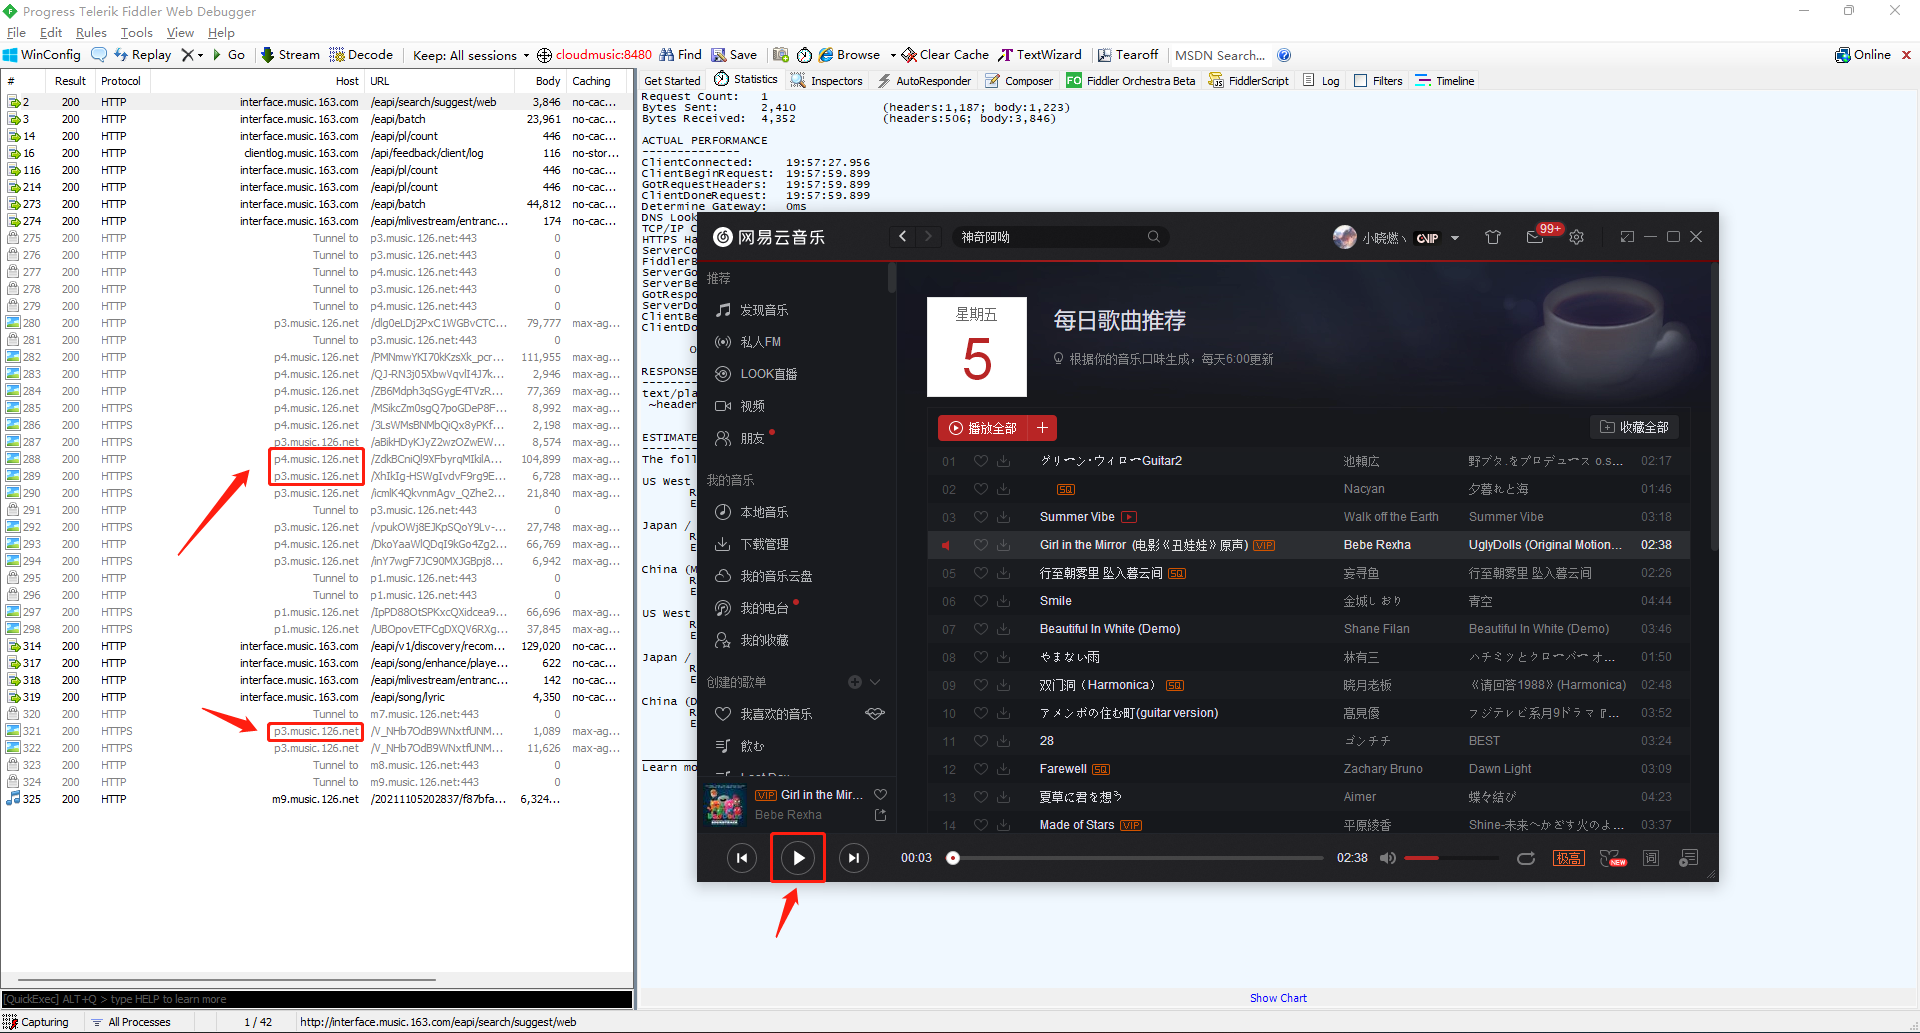 Progress Telerik Fiddler Web Debugger
File Edit Rules Tools View Help
WinConfig Replay Go Stream Decode Keep: All sessions cloudmusic:8480 Find Save Browse Clear Cache TextWizard Tearoff MSDN Search... Online
# Result Protocol Host URL Body Caching
2 200 HTTP interface.music.163.com /eapi/search/suggest/web 3,846 no-cac...
3 200 HTTP interface.music.163.com /eapi/batch 23,961 no-cac...
14 200 HTTP interface.music.163.com /eapi/pl/count 446 no-cac...
16 200 HTTP clientlog.music.163.com /api/feedback/client/log 116 no-stor...
116 200 HTTP interface.music.163.com /eapi/pl/count 446 no-cac...
214 200 HTTP interface.music.163.com /eapi/pl/count 446 no-cac...
273 200 HTTP interface.music.163.com /eapi/batch 44,812 no-cac...
274 200 HTTP interface.music.163.com /eapi/mlivestream/entranc... 174 no-cac...
275 200 HTTP Tunnel to p3.music.126.net:443 0
276 200 HTTP Tunnel to p3.music.126.net:443 0
277 200 HTTP Tunnel to p4.music.126.net:443 0
278 200 HTTP Tunnel to p3.music.126.net:443 0
279 200 HTTP Tunnel to p4.music.126.net:443 0
280 200 HTTP p3.music.126.net /dlg0eLDj2PxC1WGBvCTC... 79,777 max-ag...
281 200 HTTP Tunnel to p3.music.126.net:443 0
282 200 HTTP p4.music.126.net /PMNmwYKI70kKzsXk_pcr... 111,955 max-ag...
283 200 HTTP p4.music.126.net /QJ-RN3j05XbwVqvlI4J7k... 2,946 max-ag...
284 200 HTTP p4.music.126.net /ZB6Mdph3qSGygE4TVzR... 77,369 max-ag...
285 200 HTTPS p4.music.126.net /MSikcZm0sgQ7poGDeP8F... 8,992 max-ag...
286 200 HTTPS p4.music.126.net /3LsWMsBNMbQiQx8yPKf... 2,198 max-ag...
287 200 HTTPS p3.music.126.net /aBikHDyKJyZ2wzOZwEW... 8,574 max-ag...
288 200 HTTP p4.music.126.net /ZdkBCniQl9XFbyrqMIkilA... 104,899 max-ag...
289 200 HTTPS p3.music.126.net /XhIkIg-HSWgIvdvF9rg9E... 6,728 max-ag...
290 200 HTTPS p3.music.126.net /icmlK4QkvnmAgv_QZhe2... 21,840 max-ag...
291 200 HTTP Tunnel to p3.music.126.net:443 0
292 200 HTTPS p3.music.126.net /vpukOWj8EJKpSQoY9Lv-... 27,748 max-ag...
293 200 HTTP p4.music.126.net /DkoYaaWlQDqI9kGo4Zg2... 66,769 max-ag...
294 200 HTTPS p3.music.126.net /inY7wgF7JC90MXJGBpj8... 6,942 max-ag...
295 200 HTTP Tunnel to p1.music.126.net:443 0
296 200 HTTP Tunnel to p1.music.126.net:443 0
297 200 HTTPS p1.music.126.net /IpPD88OtSPKxcQXidcea9... 66,696 max-ag...
298 200 HTTPS p1.music.126.net /UBOpovETFCgDXQV6RXg... 37,845 max-ag...
314 200 HTTP interface.music.163.com /eapi/v1/discovery/recom... 129,020 no-cac...
317 200 HTTP interface.music.163.com /eapi/song/enhance/playe... 622 no-cac...
318 200 HTTP interface.music.163.com /eapi/mlivestream/entranc... 142 no-cac...
319 200 HTTP interface.music.163.com /eapi/song/lyric 4,350 no-cac...
320 200 HTTP Tunnel to m7.music.126.net:443 0
321 200 HTTPS p3.music.126.net /V_NHb7OdB9WNxtfUNM... 1,089 max-ag...
322 200 HTTPS p3.music.126.net /V_NHb7OdB9WNxtfUNM... 11,626 max-ag...
323 200 HTTP Tunnel to m8.music.126.net:443 0
324 200 HTTP Tunnel to m9.music.126.net:443 0
325 200 HTTP m9.music.126.net /20211105202837/f87bfa... 6,324...
[QuickExec] ALT+Q > type HELP to learn more
Capturing All Processes 1 / 42 http://interface.music.163.com/eapi/search/suggest/web
Get Started Statistics Inspectors AutoResponder Composer FO Fiddler Orchestra Beta FiddlerScript Log Filters Timeline
Request Count: 1
Bytes Sent: 2,410 (headers:1,187; body:1,223)
Bytes Received: 4,352 (headers:506; body:3,846)
ACTUAL PERFORMANCE
---------------
ClientConnected: 19:57:27.956
ClientBeginRequest: 19:57:59.899
GotRequestHeaders: 19:57:59.899
ClientDoneRequest: 19:57:59.899
Determine Gateway: 0ms
DNS Look
TCP/IP C
HTTPS Ha
ServerCo
FiddlerB
ServerGo
ServerBe
GotRespo
ServerDo
ClientBe
ClientDo
O
RESPONSE
text/pla
~header
ESTIMATE
The foll
US West
R
E
Japan /
R
E
China (M
R
E
US West
R
E
Japan /
R
E
China (D
R
E
Learn mo
Show Chart
网易云音乐 神奇阿呦 小晓燃ヽ VIP 99+
推荐
发现音乐
私人FM
LOOK直播
视频
朋友
我的音乐
本地音乐
下载管理
我的音乐云盘
我的电台
我的收藏
创建的歌单
我喜欢的音乐
飲む
星期五
5
每日歌曲推荐
根据你的音乐口味生成，每天6:00更新
播放全部 + 收藏全部
01 グリーン・ウィローGuitar2 池頼広 野ブタ.をプロデュース o.s... 02:17
02 SQ Nacyan 夕暮れと海 01:46
03 Summer Vibe Walk off the Earth Summer Vibe 03:18
Girl in the Mirror (电影《丑娃娃》原声) VIP Bebe Rexha UglyDolls (Original Motion... 02:38
05 行至朝雾里 坠入暮云间 SQ 妄寻鱼 行至朝雾里 坠入暮云间 02:26
06 Smile 金城しおり 青空 04:44
07 Beautiful In White (Demo) Shane Filan Beautiful In White (Demo) 03:46
08 やまない雨 林有三 ハチミツとクローバー オ... 01:50
09 双门洞（Harmonica） SQ 晓月老板 《请回答1988》(Harmonica) 02:48
10 アメンボの住む町(guitar version) 髙見優 フジテレビ系月9ドラマ『... 03:52
11 28 ゴンチチ BEST 03:24
12 Farewell SQ Zachary Bruno Dawn Light 03:09
13 夏草に君を想う Aimer 蝶々結び 04:23
14 Made of Stars VIP 平原綾香 Shine-未来へかざす火のよ... 03:37
VIP Girl in the Mir...
Bebe Rexha
00:03 02:38 极高 NEW 词